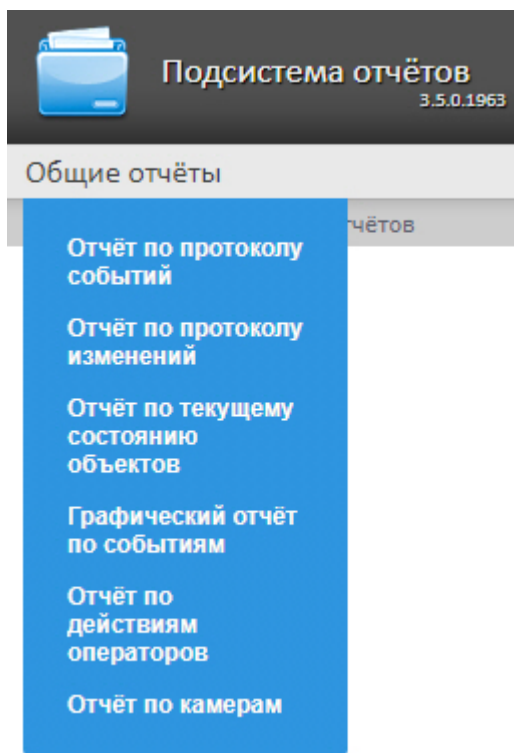 Подсистема отчётов
3.5.0.1963
Общие отчёты
чётов
Отчёт по протоколу
событий
Отчёт по протоколу
изменений
Отчёт по текущему
состоянию
объектов
Графический отчёт
по событиям
Отчёт по
действиям
операторов
Отчёт по камерам